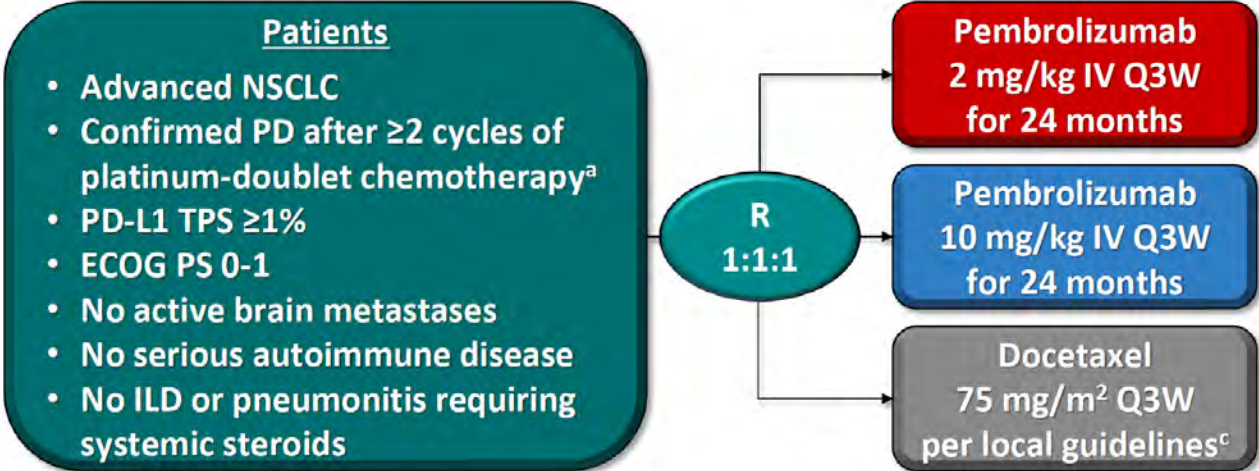 Patients
• Advanced NSCLC
• Confirmed PD after ≥2 cycles of
platinum-doublet chemotherapyᵃ
• PD-L1 TPS ≥1%
• ECOG PS 0-1
• No active brain metastases
• No serious autoimmune disease
• No ILD or pneumonitis requiring
systemic steroids
R
1:1:1
Pembrolizumab
2 mg/kg IV Q3W
for 24 months
Pembrolizumab
10 mg/kg IV Q3W
for 24 months
Docetaxel
75 mg/m² Q3W
per local guidelinesᶜ